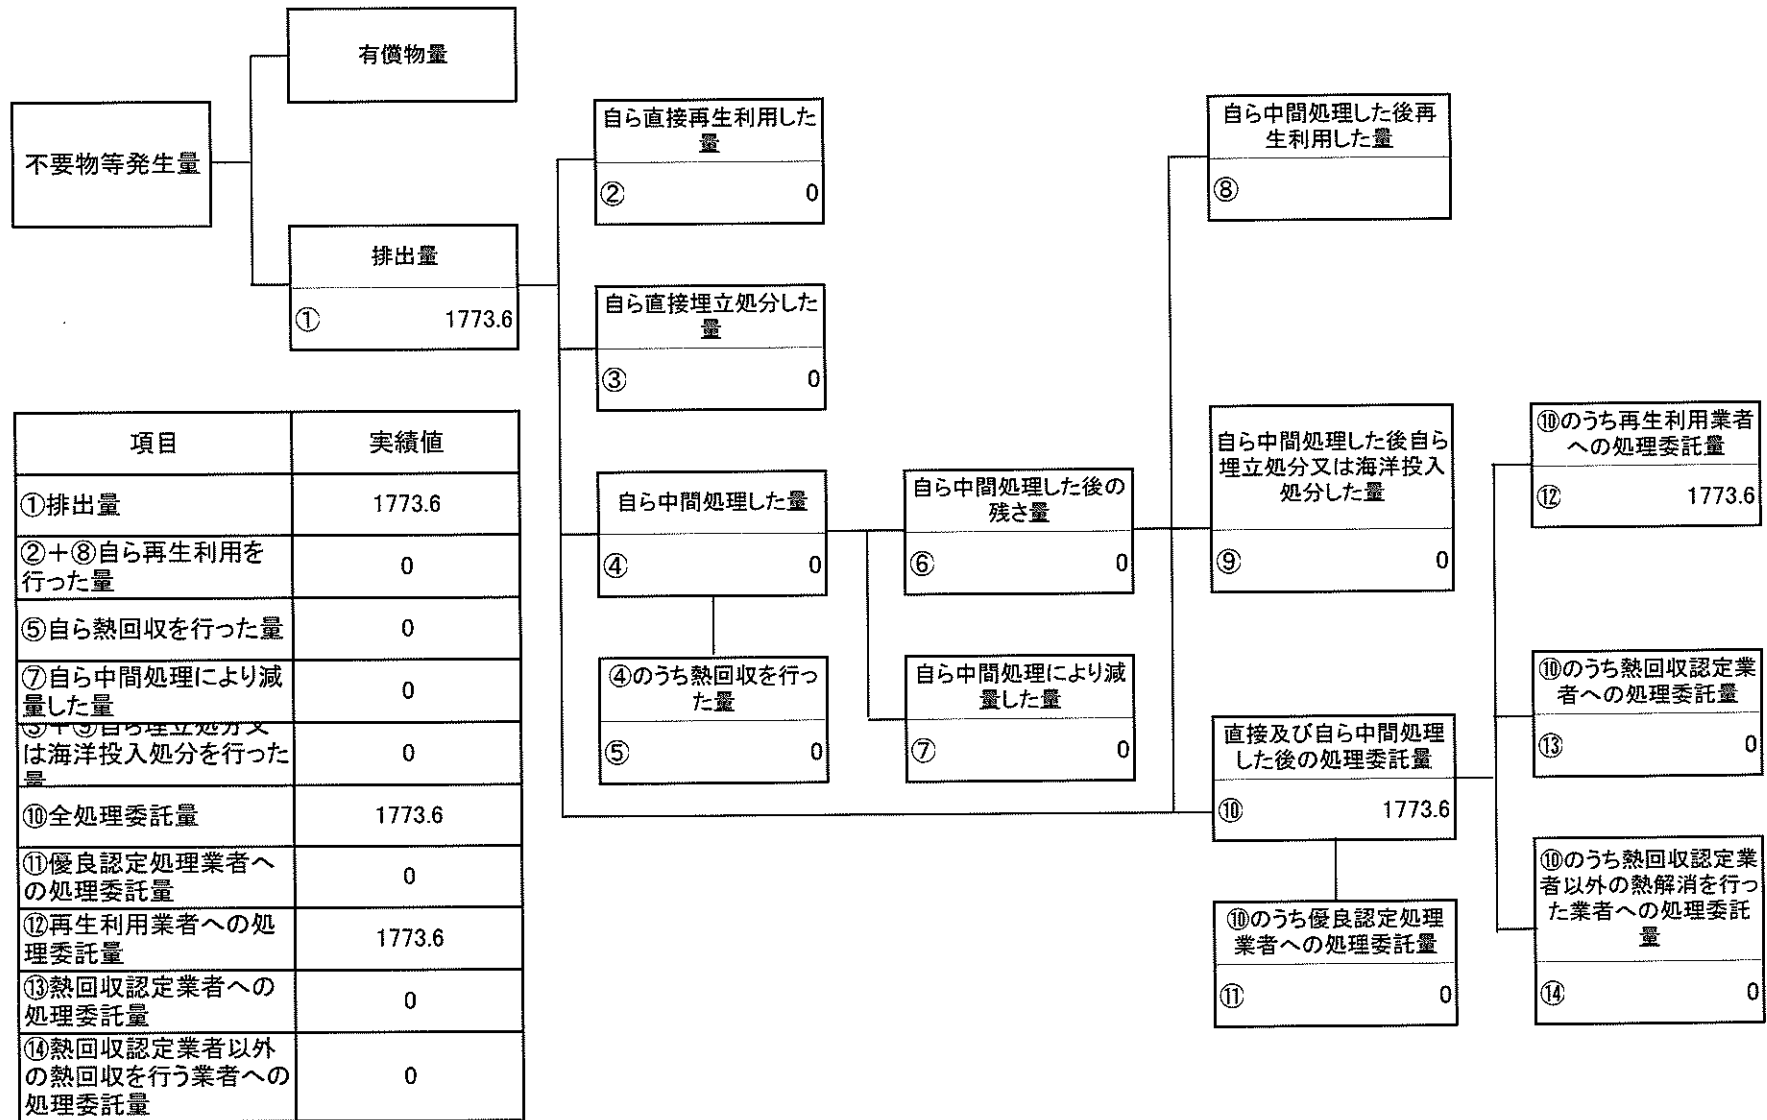 不要物等発生量
有償物量
排出量
① 1773.6
自ら直接再生利用した
量
② 0
自ら直接埋立処分した
量
③ 0
自ら中間処理した量
④ 0
④のうち熱回収を行っ
た量
⑤ 0
自ら中間処理した後の
残さ量
⑥ 0
自ら中間処理により減
量した量
⑦ 0
自ら中間処理した後再
生利用した量
⑧
自ら中間処理した後自ら
埋立処分又は海洋投入
処分した量
⑨ 0
直接及び自ら中間処理
した後の処理委託量
⑩ 1773.6
⑩のうち優良認定処理
業者への処理委託量
⑪ 0
⑩のうち再生利用業者
への処理委託量
⑫ 1773.6
⑩のうち熱回収認定業
者への処理委託量
⑬ 0
⑩のうち熱回収認定業
者以外の熱解消を行っ
た業者への処理委託
量
⑭ 0
項目 実績値
①排出量 1773.6
②+⑧自ら再生利用を
行った量 0
⑤自ら熱回収を行った量 0
⑦自ら中間処理により減
量した量 0
③+⑨自ら埋立処分又
は海洋投入処分を行った
量 0
⑩全処理委託量 1773.6
⑪優良認定処理業者へ
の処理委託量 0
⑫再生利用業者への処
理委託量 1773.6
⑬熱回収認定業者への
処理委託量 0
⑭熱回収認定業者以外
の熱回収を行う業者への
処理委託量 0